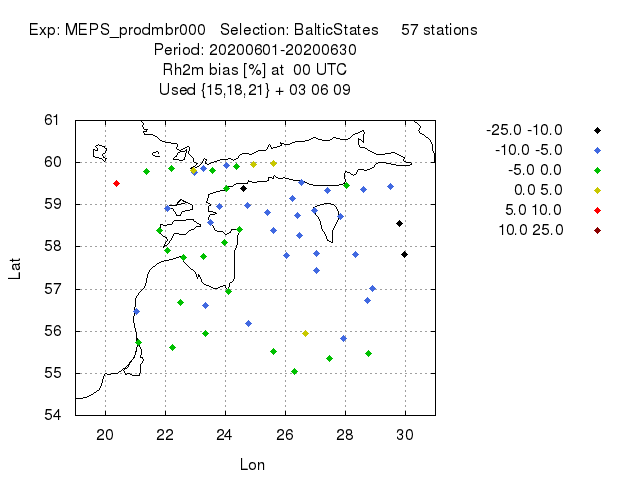 Exp: MEPS_prodmbr000   Selection: BalticStates     57 stations
Period: 20200601-20200630
Rh2m bias [%] at  00 UTC
Used {15,18,21} + 03 06 09
61
60
59
58
57
56
55
54
Lat
20 22 24 26 28 30
Lon
-25.0 -10.0
-10.0 -5.0
-5.0 0.0
0.0 5.0
5.0 10.0
10.0 25.0